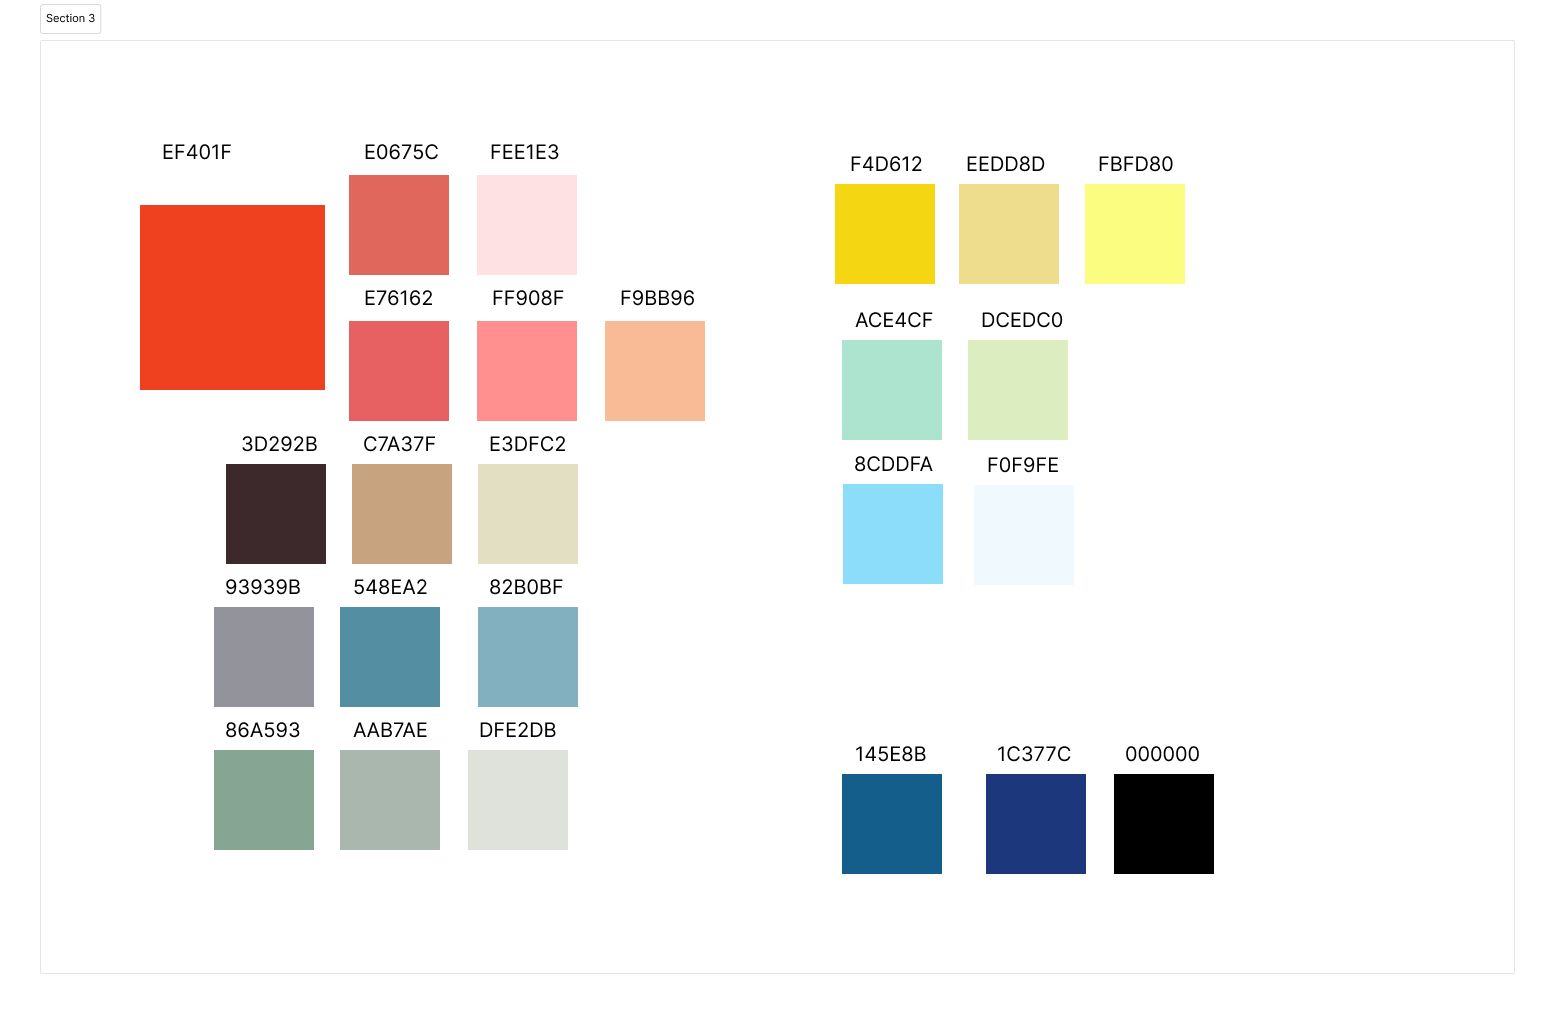 Section 3
EF401F
E0675C
FEE1E3
E76162
FF908F
F9BB96
3D292B
C7A37F
E3DFC2
93939B
548EA2
82B0BF
86A593
AAB7AE
DFE2DB
F4D612
EEDD8D
FBFD80
ACE4CF
DCEDC0
8CDDFA
F0F9FE
145E8B
1C377C
000000